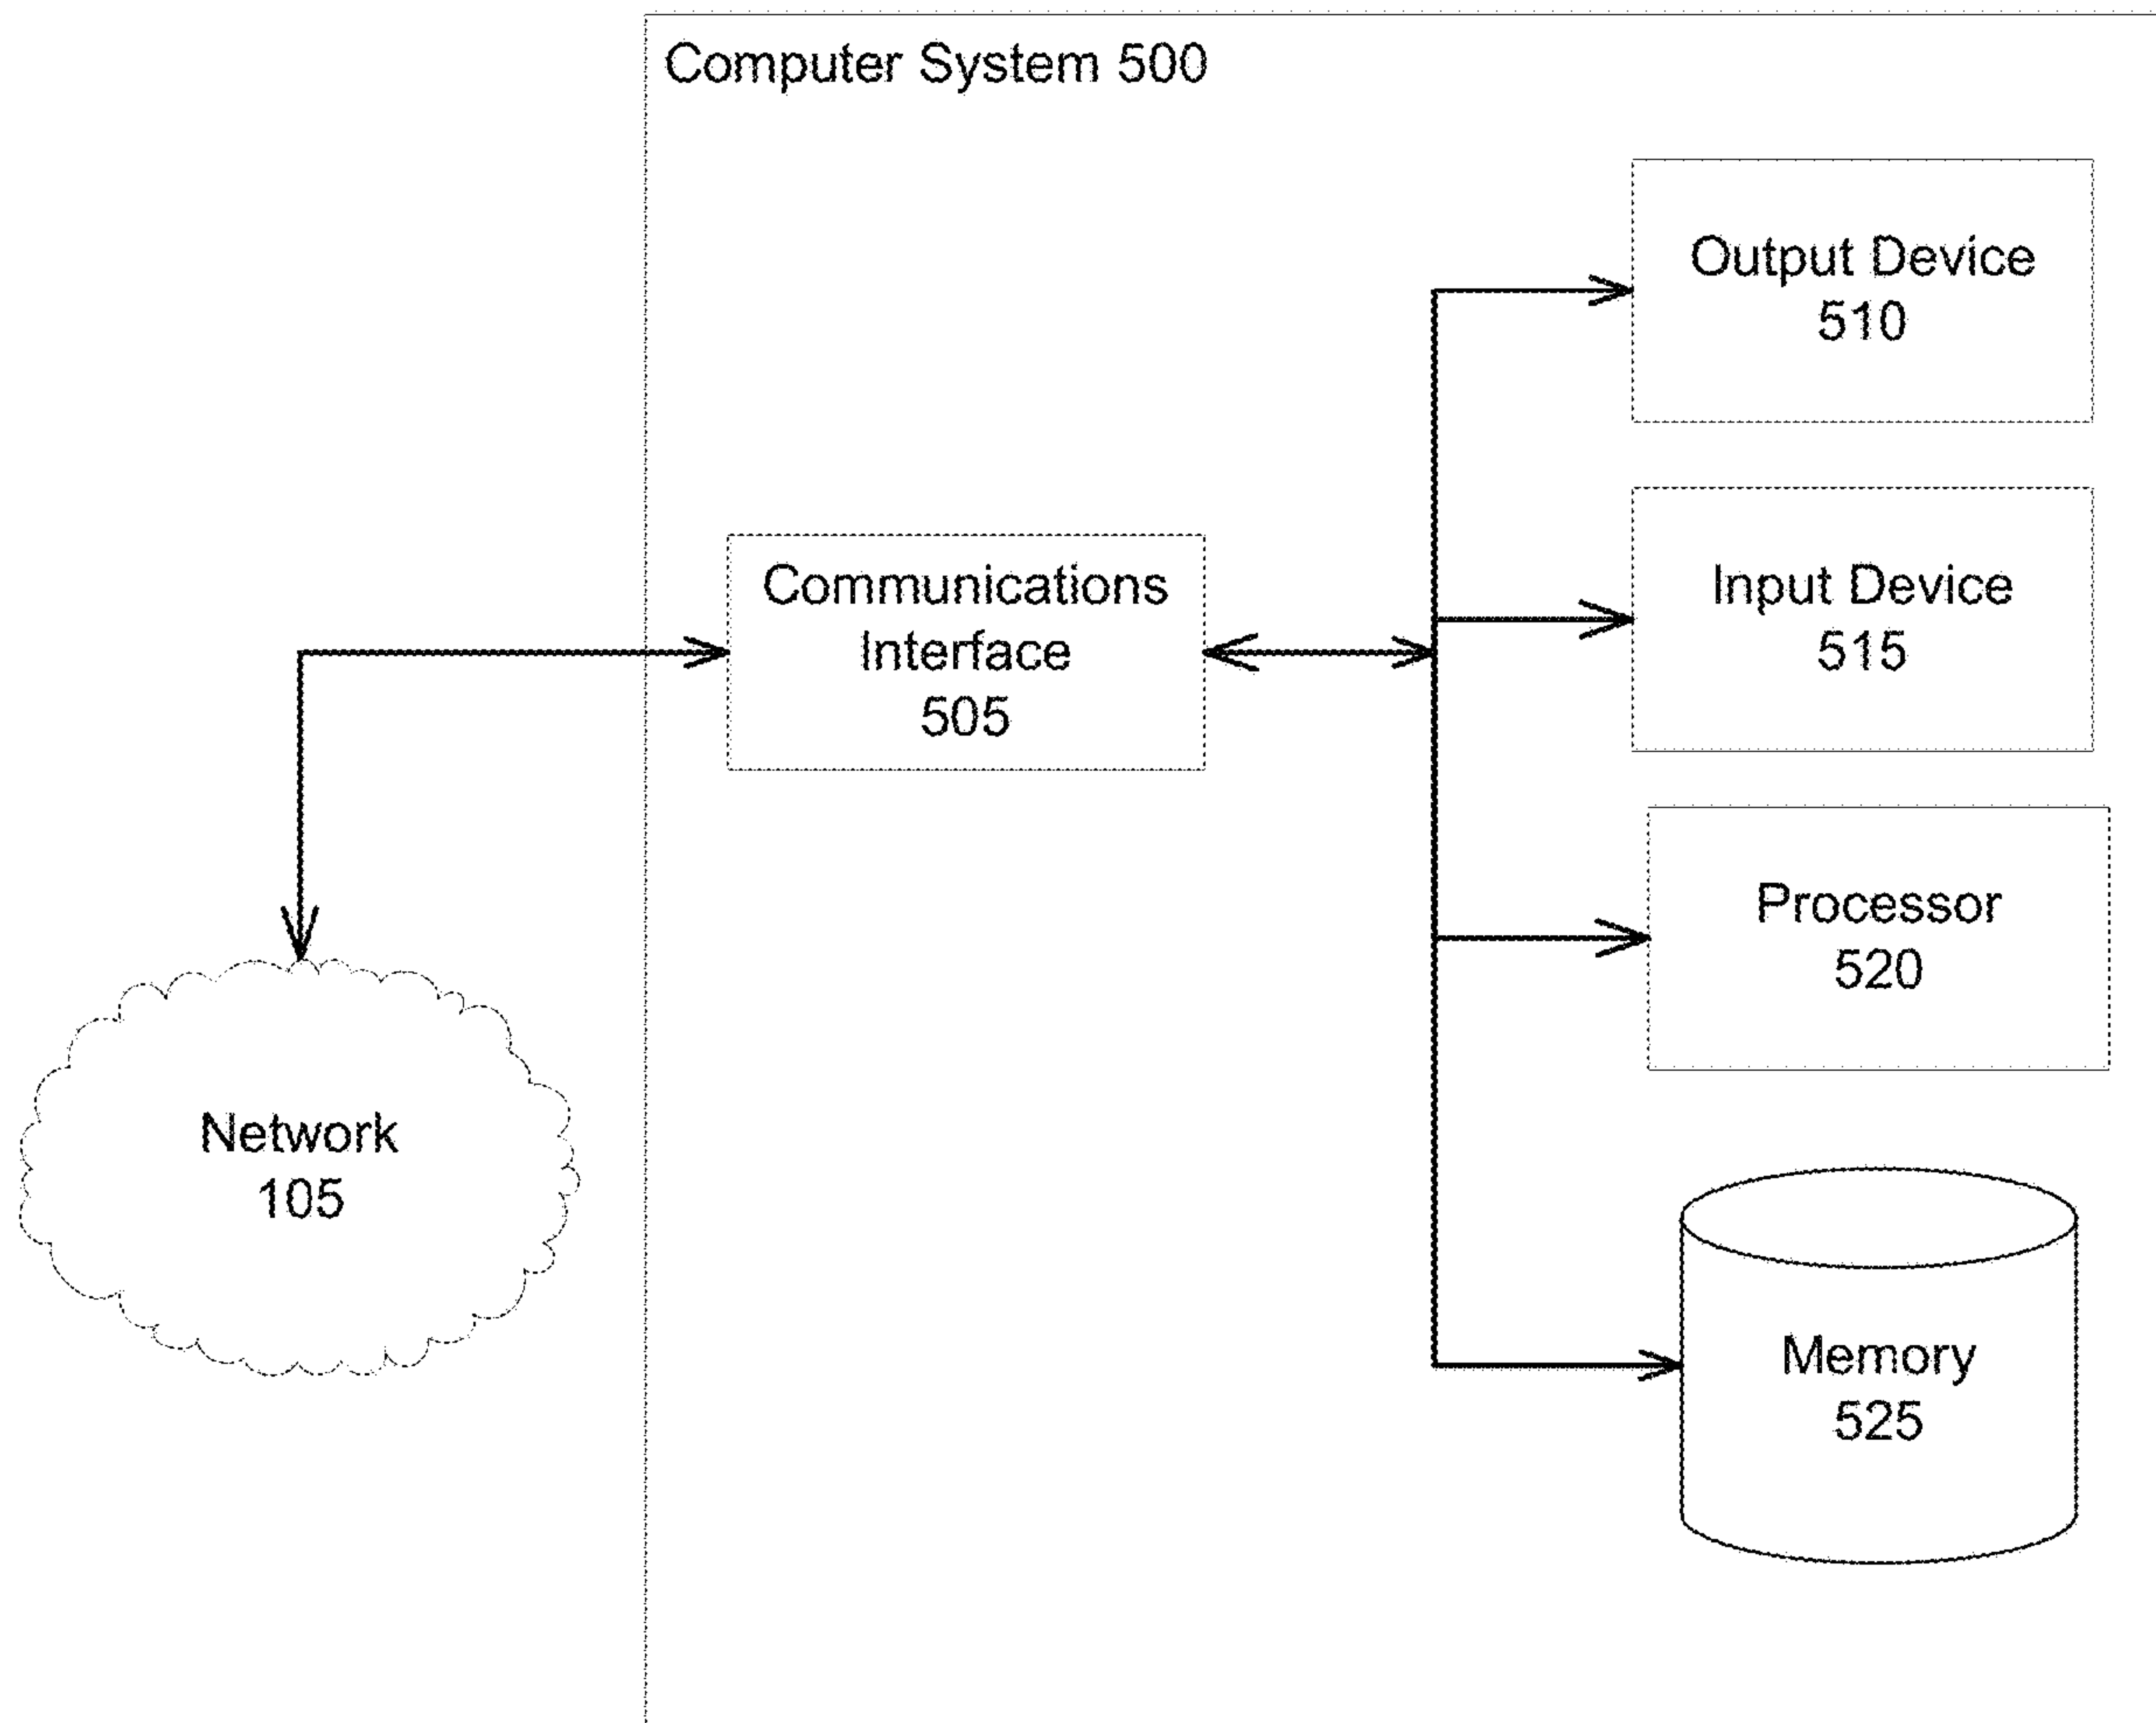 Computer System 500
Output Device
510
Input Device
515
Communications
Interface
505
Processor
520
Network
105
Memory
525